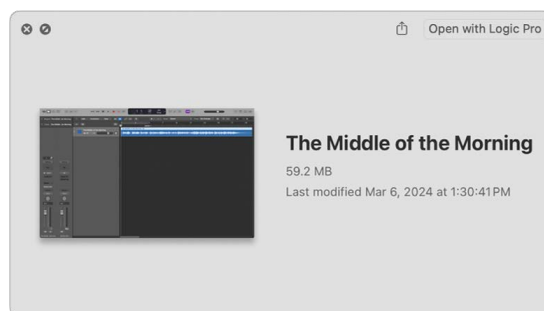 Open with Logic Pro
The Middle of the Morning
59.2 MB
Last modified Mar 6, 2024 at 1:30:41 PM